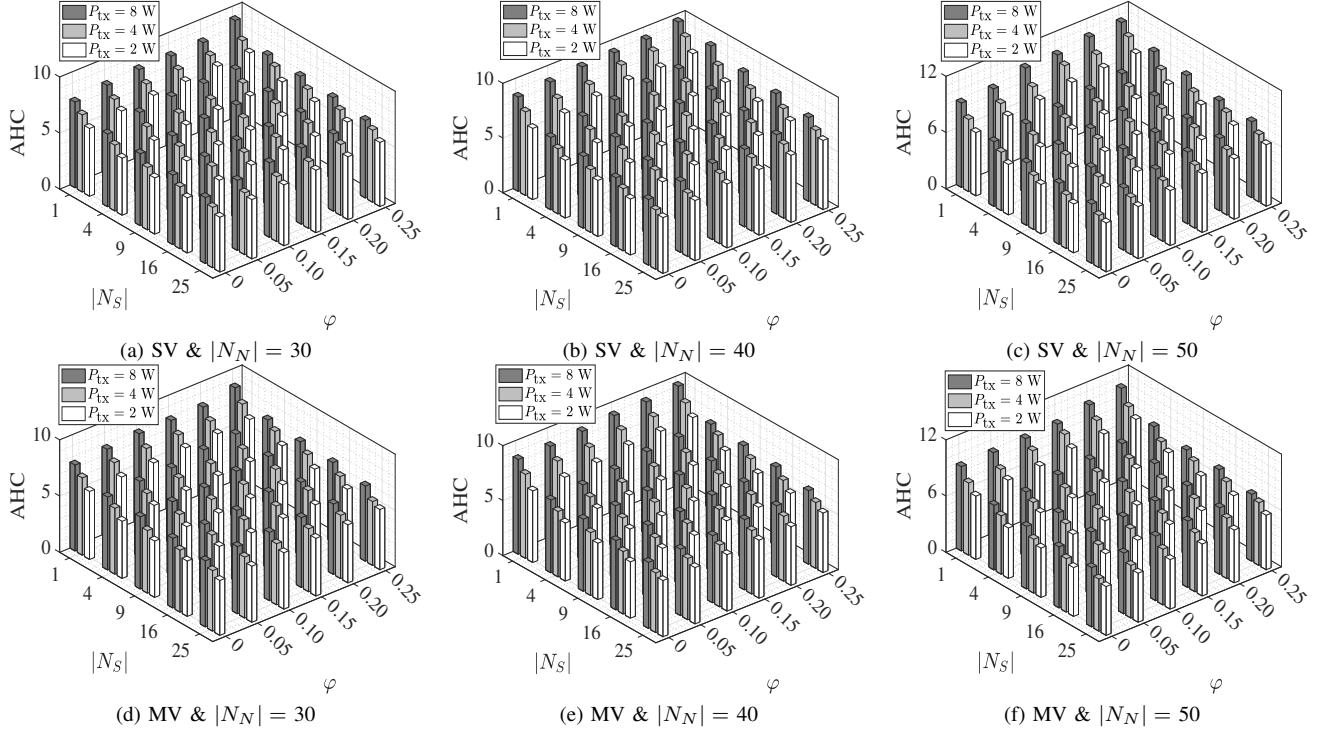 P_tx = 8 W
P_tx = 4 W
P_tx = 2 W
10
5
0
AHC
1
4
9
16
25
|N_S|
0
0.05
0.10
0.15
0.20
0.25
φ
(a) SV & |N_N| = 30
P_tx = 8 W
P_tx = 4 W
P_tx = 2 W
10
5
0
AHC
1
4
9
16
25
|N_S|
0
0.05
0.10
0.15
0.20
0.25
φ
(b) SV & |N_N| = 40
P_tx = 8 W
P_tx = 4 W
P_tx = 2 W
12
6
0
AHC
1
4
9
16
25
|N_S|
0
0.05
0.10
0.15
0.20
0.25
φ
(c) SV & |N_N| = 50
P_tx = 8 W
P_tx = 4 W
P_tx = 2 W
10
5
0
AHC
1
4
9
16
25
|N_S|
0
0.05
0.10
0.15
0.20
0.25
φ
(d) MV & |N_N| = 30
P_tx = 8 W
P_tx = 4 W
P_tx = 2 W
10
5
0
AHC
1
4
9
16
25
|N_S|
0
0.05
0.10
0.15
0.20
0.25
φ
(e) MV & |N_N| = 40
P_tx = 8 W
P_tx = 4 W
P_tx = 2 W
12
6
0
AHC
1
4
9
16
25
|N_S|
0
0.05
0.10
0.15
0.20
0.25
φ
(f) MV & |N_N| = 50